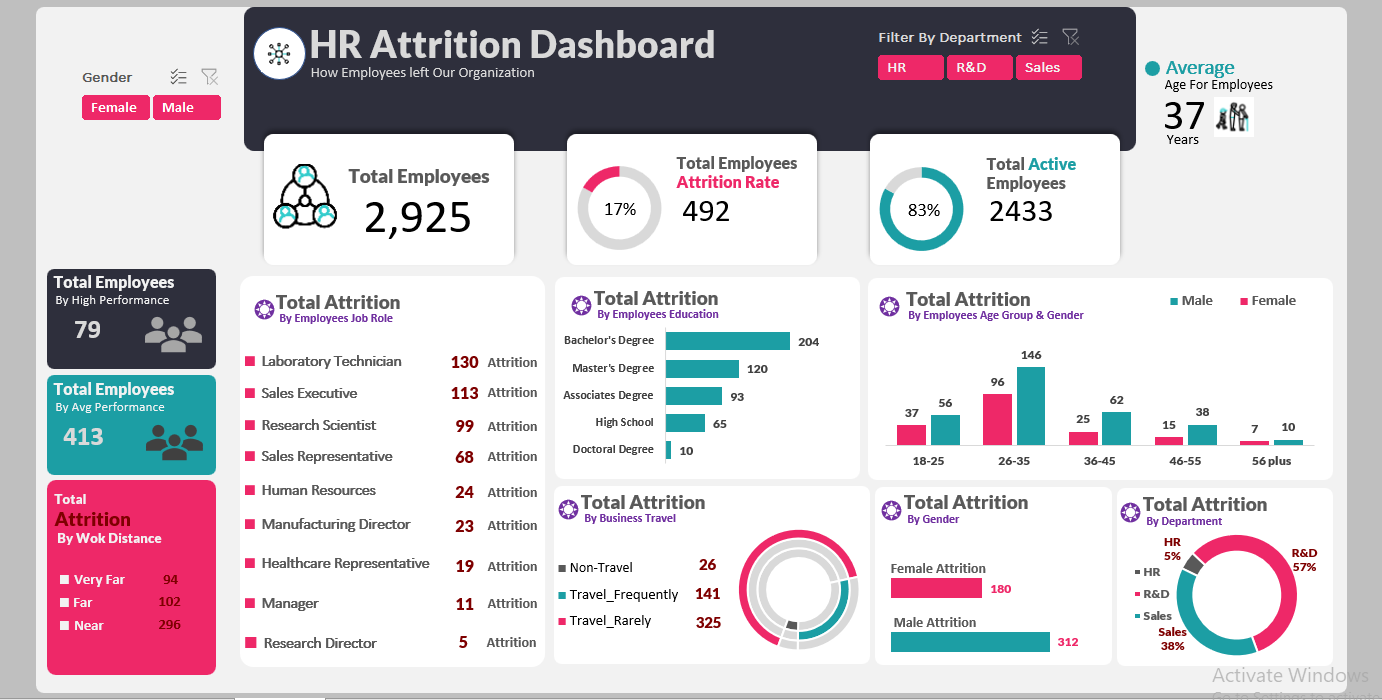 HR Attrition Dashboard
How Employees left Our Organization
Filter By Department
HR
R&D
Sales
Gender
Female
Male
Average
Age For Employees
37
Years
Total Employees
2,925
17%
Total Employees
Attrition Rate
492
83%
Total Active
Employees
2433
Total Employees
By High Performance
79
Total Employees
By Avg Performance
413
Total
Attrition
By Wok Distance
Very Far 94
Far 102
Near 296
Total Attrition
By Employees Job Role
Laboratory Technician 130 Attrition
Sales Executive 113 Attrition
Research Scientist 99 Attrition
Sales Representative 68 Attrition
Human Resources 24 Attrition
Manufacturing Director 23 Attrition
Healthcare Representative 19 Attrition
Manager 11 Attrition
Research Director 5 Attrition
Total Attrition
By Employees Education
Bachelor's Degree 204
Master's Degree 120
Associates Degree 93
High School 65
Doctoral Degree 10
Total Attrition
By Employees Age Group & Gender
Male Female
37 56
96 146
25 62
15 38
7 10
18-25 26-35 36-45 46-55 56 plus
Total Attrition
By Business Travel
Non-Travel 26
Travel_Frequently 141
Travel_Rarely 325
Total Attrition
By Gender
Female Attrition
180
Male Attrition
312
Total Attrition
By Department
HR
5%
R&D
57%
HR
R&D
Sales
Sales
38%
Activate Windows
Go to Settings to activate